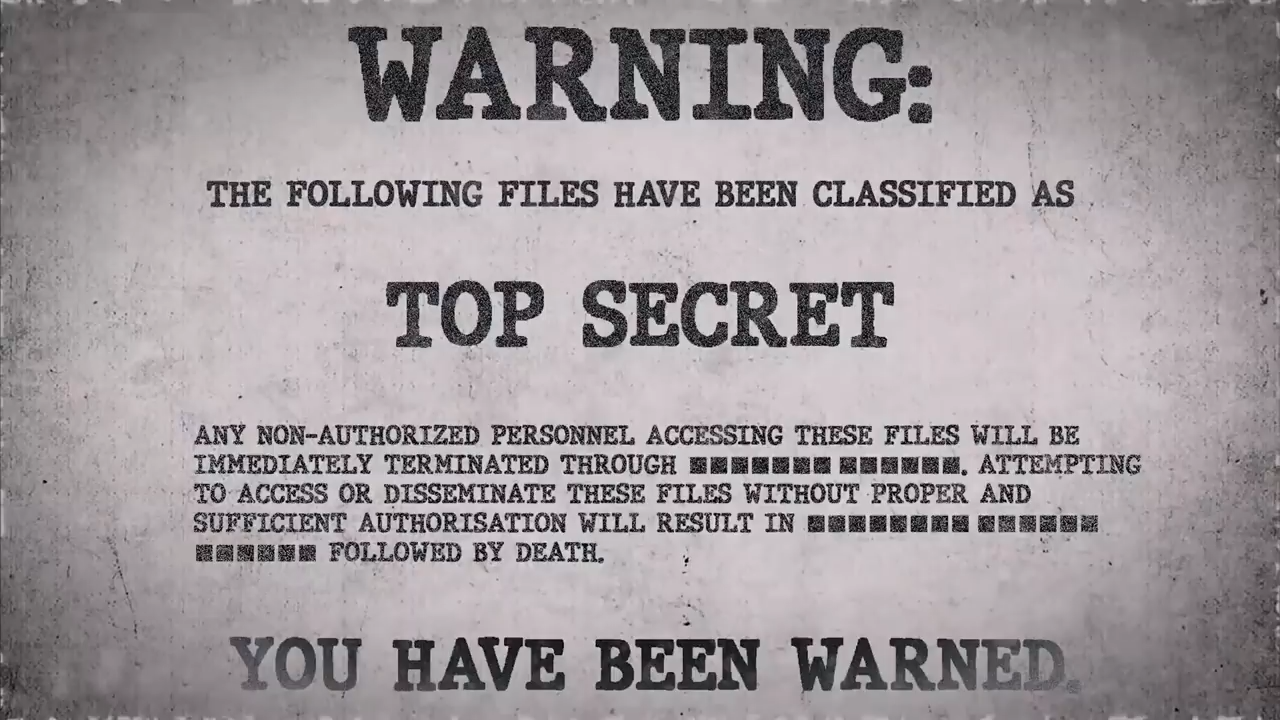 WARNING:
THE FOLLOWING FILES HAVE BEEN CLASSIFIED AS
TOP SECRET
ANY NON-AUTHORIZED PERSONNEL ACCESSING THESE FILES WILL BE
IMMEDIATELY TERMINATED THROUGH ■■■■■■■ ■■■■■■. ATTEMPTING
TO ACCESS OR DISSEMINATE THESE FILES WITHOUT PROPER AND
SUFFICIENT AUTHORISATION WILL RESULT IN ■■■■■■■■ ■■■■■■
■■■■■■ FOLLOWED BY DEATH.
YOU HAVE BEEN WARNED.